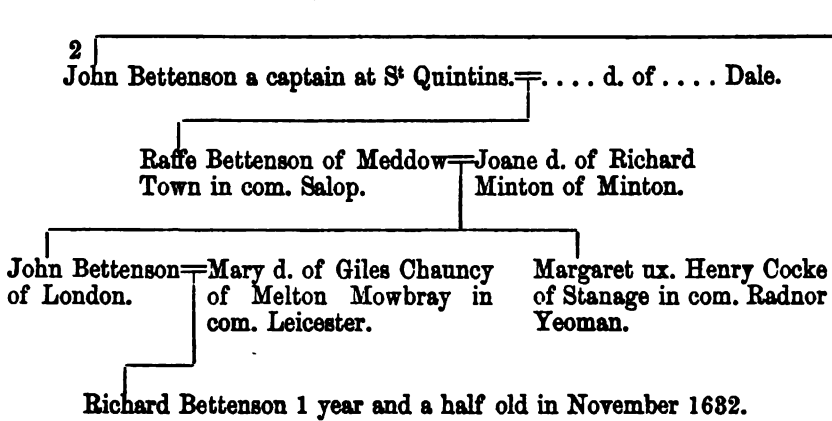 2
John Bettenson a captain at Sᵗ Quintins.=.... d. of .... Dale.
Raffe Bettenson of Meddow=Joane d. of Richard
Town in com. Salop. Minton of Minton.
John Bettenson=Mary d. of Giles Chauncy Margaret ux. Henry Cocke
of London. of Melton Mowbray in of Stanage in com. Radnor
com. Leicester. Yeoman.
Richard Bettenson 1 year and a half old in November 1632.